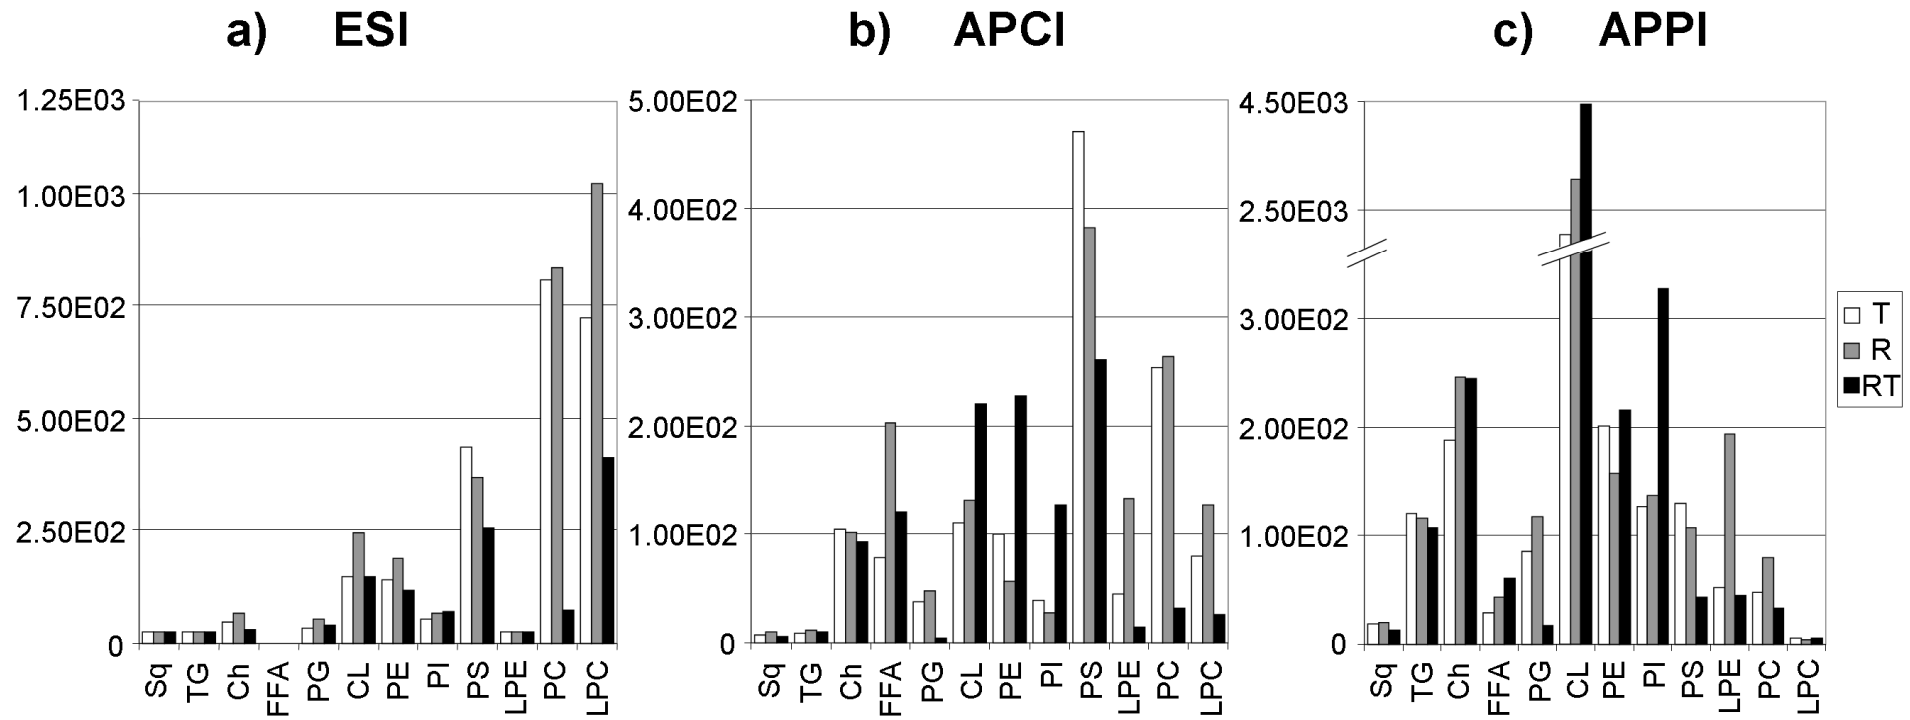 a) ESI
1.25E03
1.00E03
7.50E02
5.00E02
2.50E02
0
Sq TG Ch FFA PG CL PE PI PS LPE PC LPC
b) APCI
5.00E02
4.00E02
3.00E02
2.00E02
1.00E02
0
Sq TG Ch FFA PG CL PE PI PS LPE PC LPC
c) APPI
4.50E03
2.50E03
3.00E02
2.00E02
1.00E02
0
Sq TG Ch FFA PG CL PE PI PS LPE PC LPC
T
R
RT